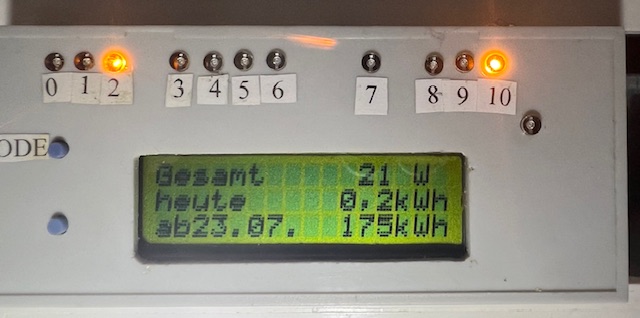 0 1 2 3 4 5 6 7 8 9 10
ODE
Gesamt 21 W
heute 0,2kWh
ab23.07. 175kWh